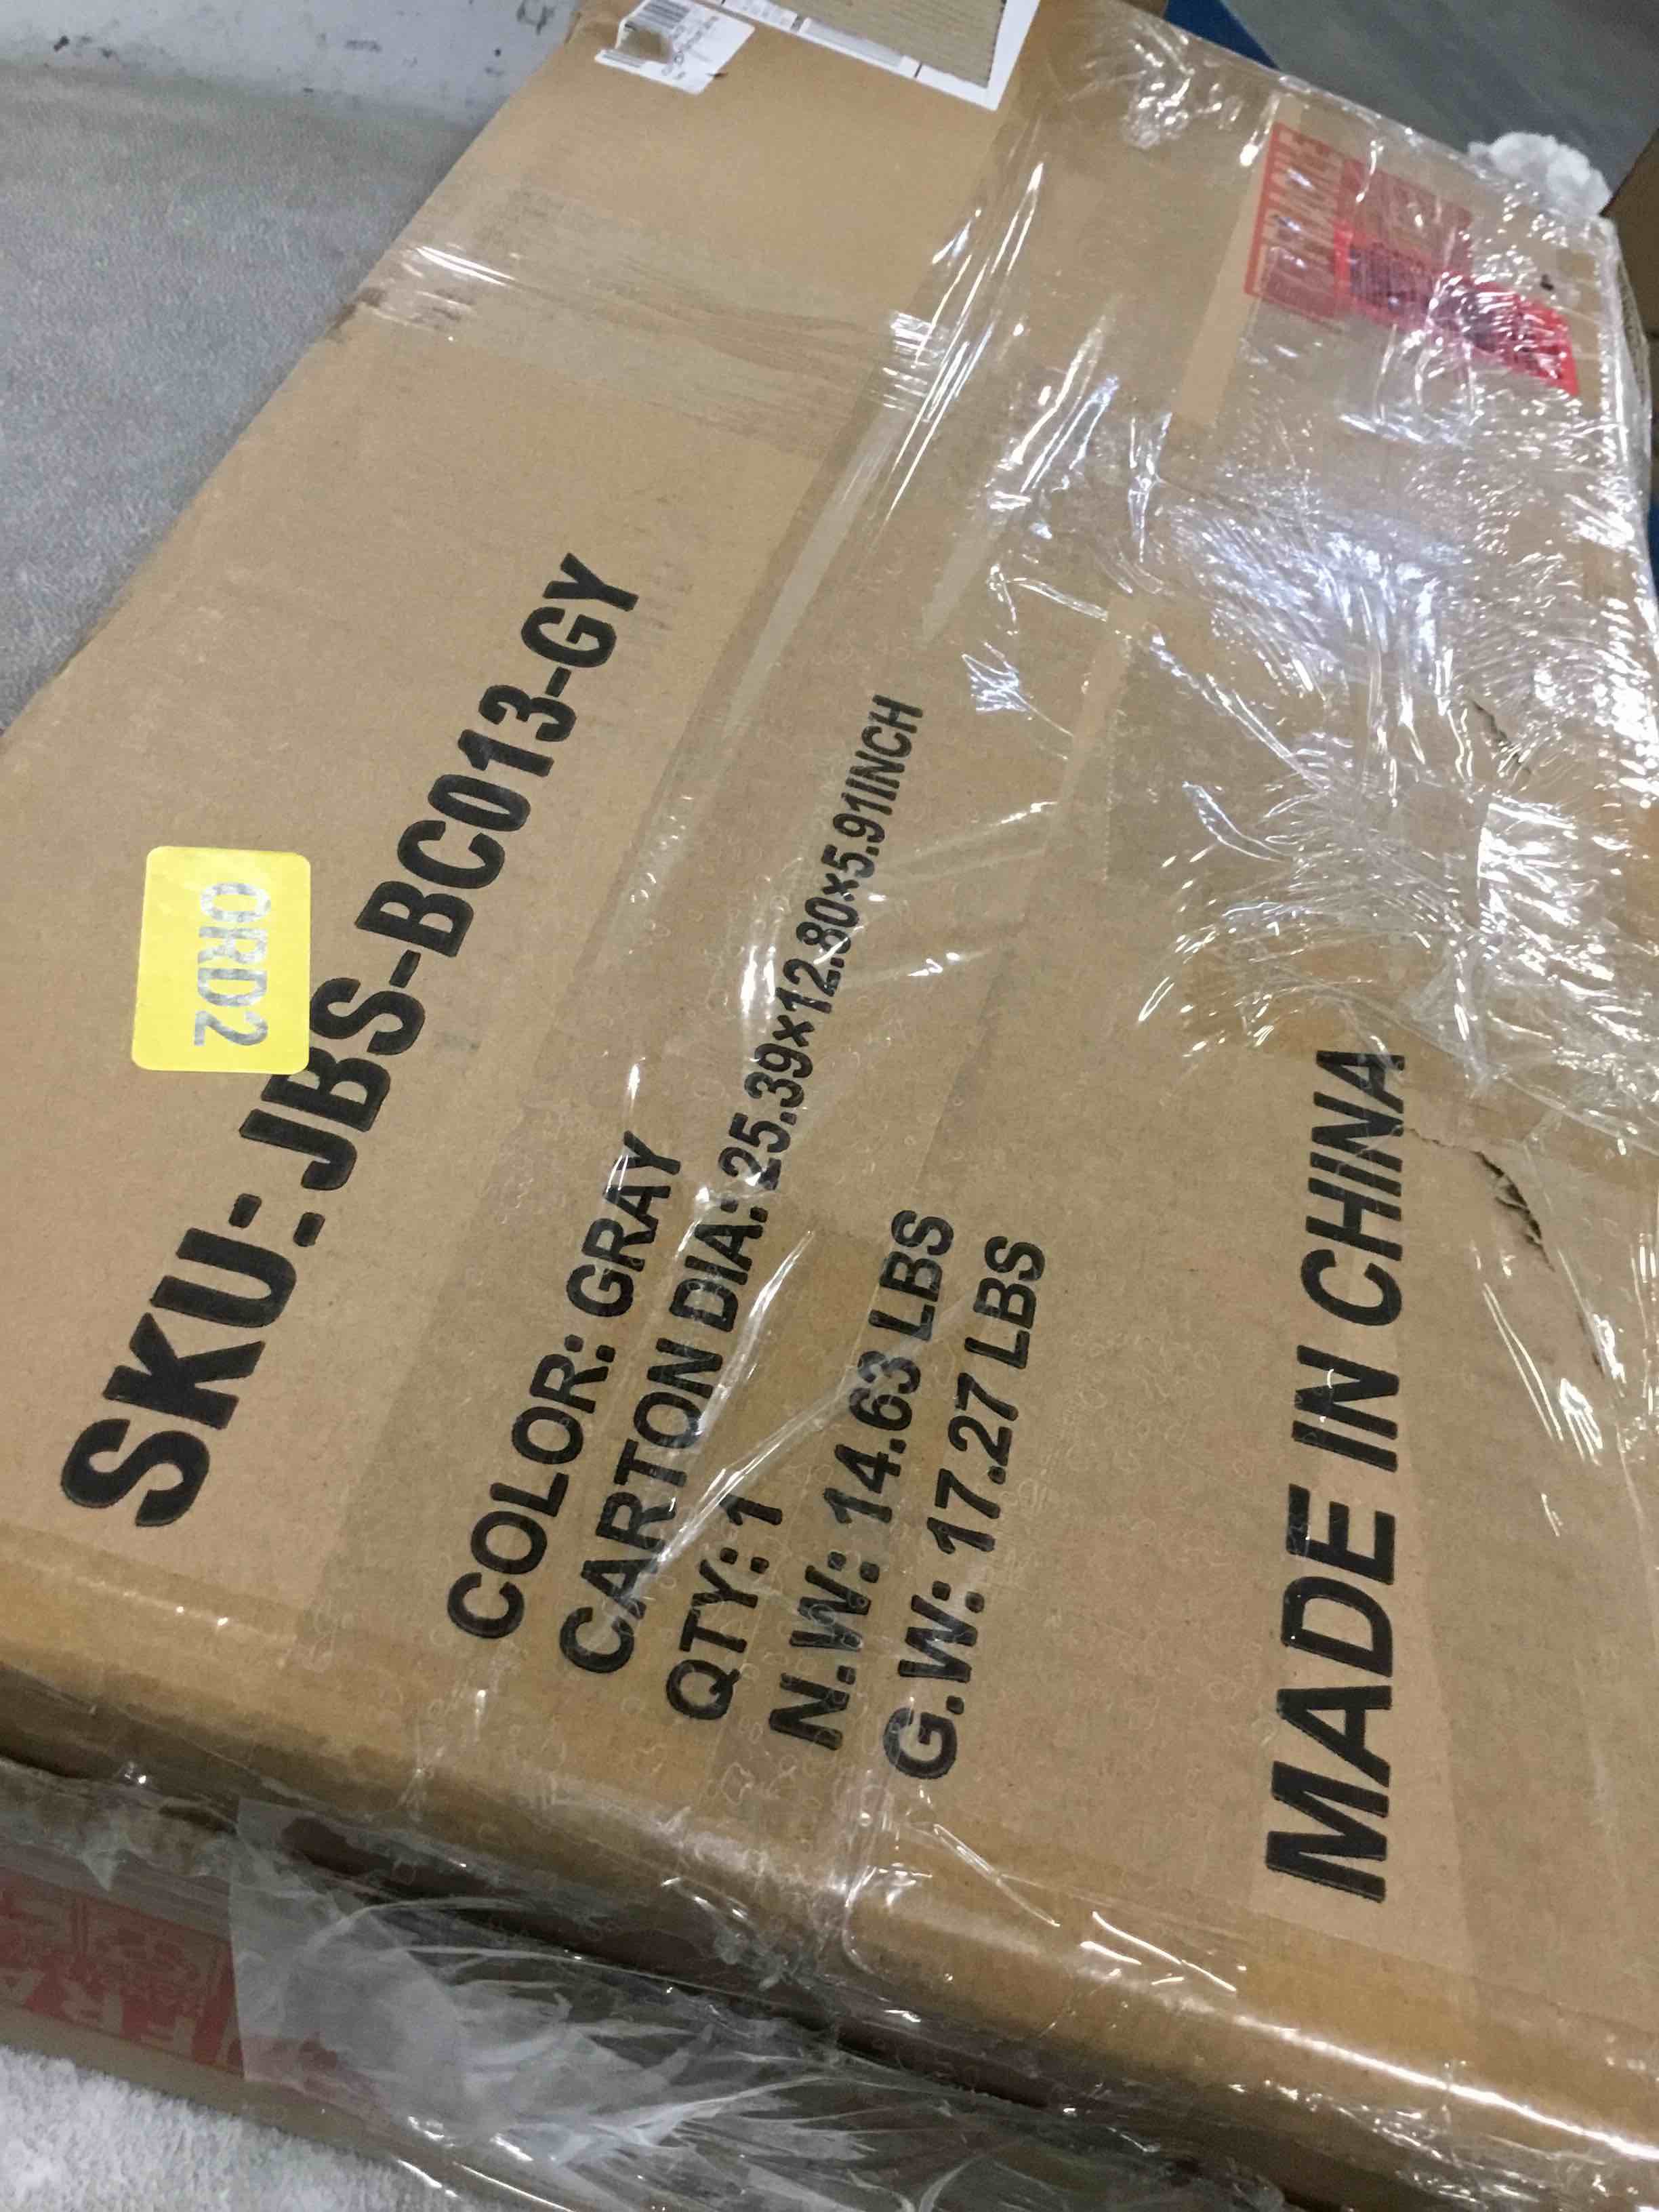 SKU: JBS-BC013-GY
ORD2
COLOR: GRAY
CARTON DIA: 25.39×12.80×5.91INCH
QTY: 1
N.W: 14.63 LBS
G.W: 17.27 LBS
MADE IN CHINA